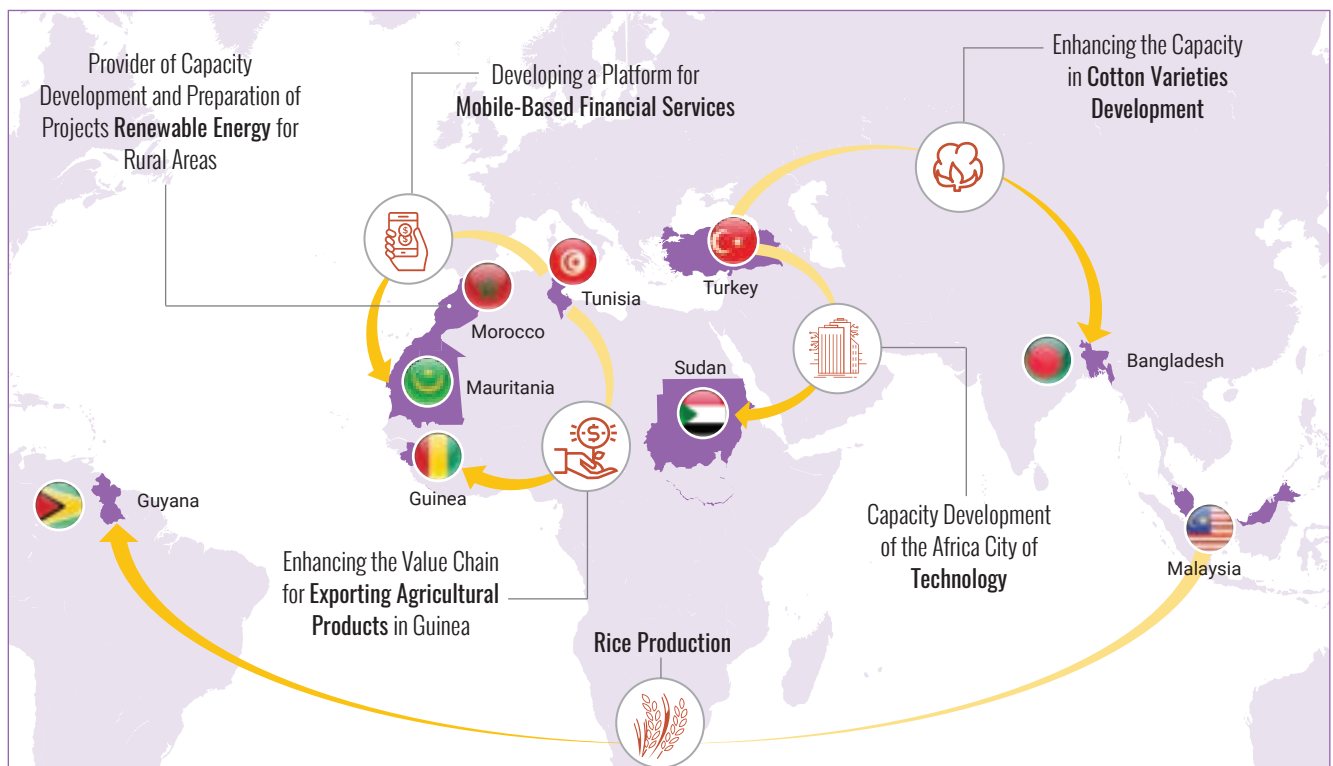 Provider of Capacity
Development and Preparation of
Projects Renewable Energy for
Rural Areas
Developing a Platform for
Mobile-Based Financial Services
Enhancing the Capacity
in Cotton Varieties
Development
Tunisia
Turkey
Morocco
Mauritania
Sudan
Bangladesh
Guinea
Guyana
Malaysia
Capacity Development
of the Africa City of
Technology
Enhancing the Value Chain
for Exporting Agricultural
Products in Guinea
Rice Production